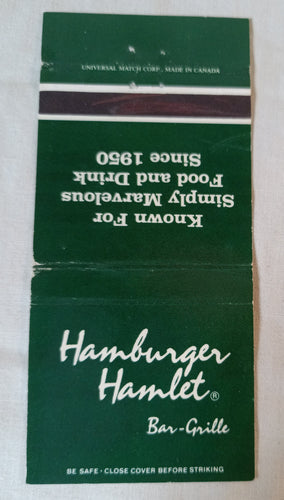 UNIVERSAL MATCH CORP., MADE IN CANADA
Known For
Simply Marvelous
Food and Drink
Since 1950
Hamburger
Hamlet®
Bar-Grille
BE SAFE · CLOSE COVER BEFORE STRIKING